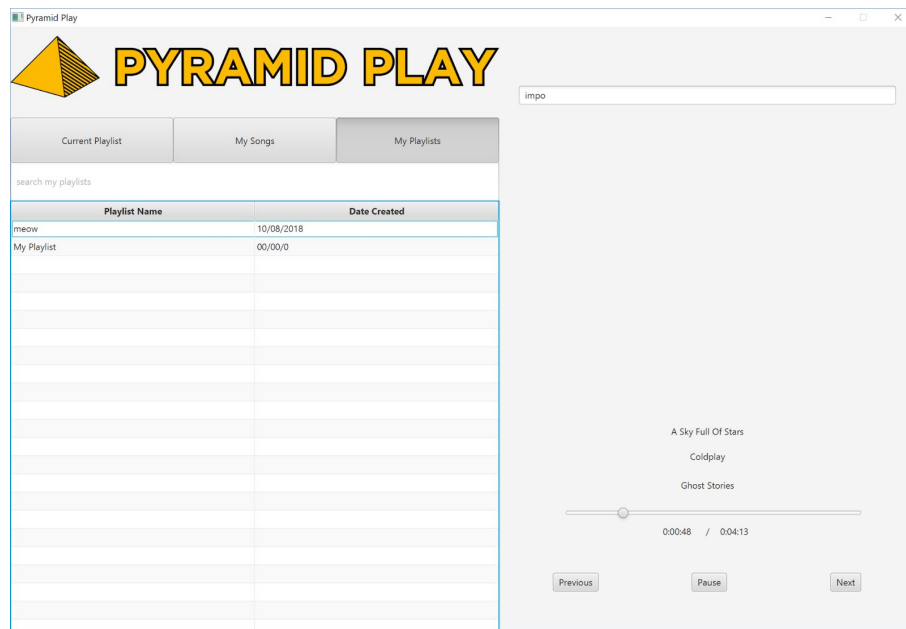 Pyramid Play
PYRAMID PLAY
impo
Current Playlist My Songs My Playlists
search my playlists
Playlist Name Date Created
meow 10/08/2018
My Playlist 00/00/0
A Sky Full Of Stars
Coldplay
Ghost Stories
0:00:48 / 0:04:13
Previous Pause Next